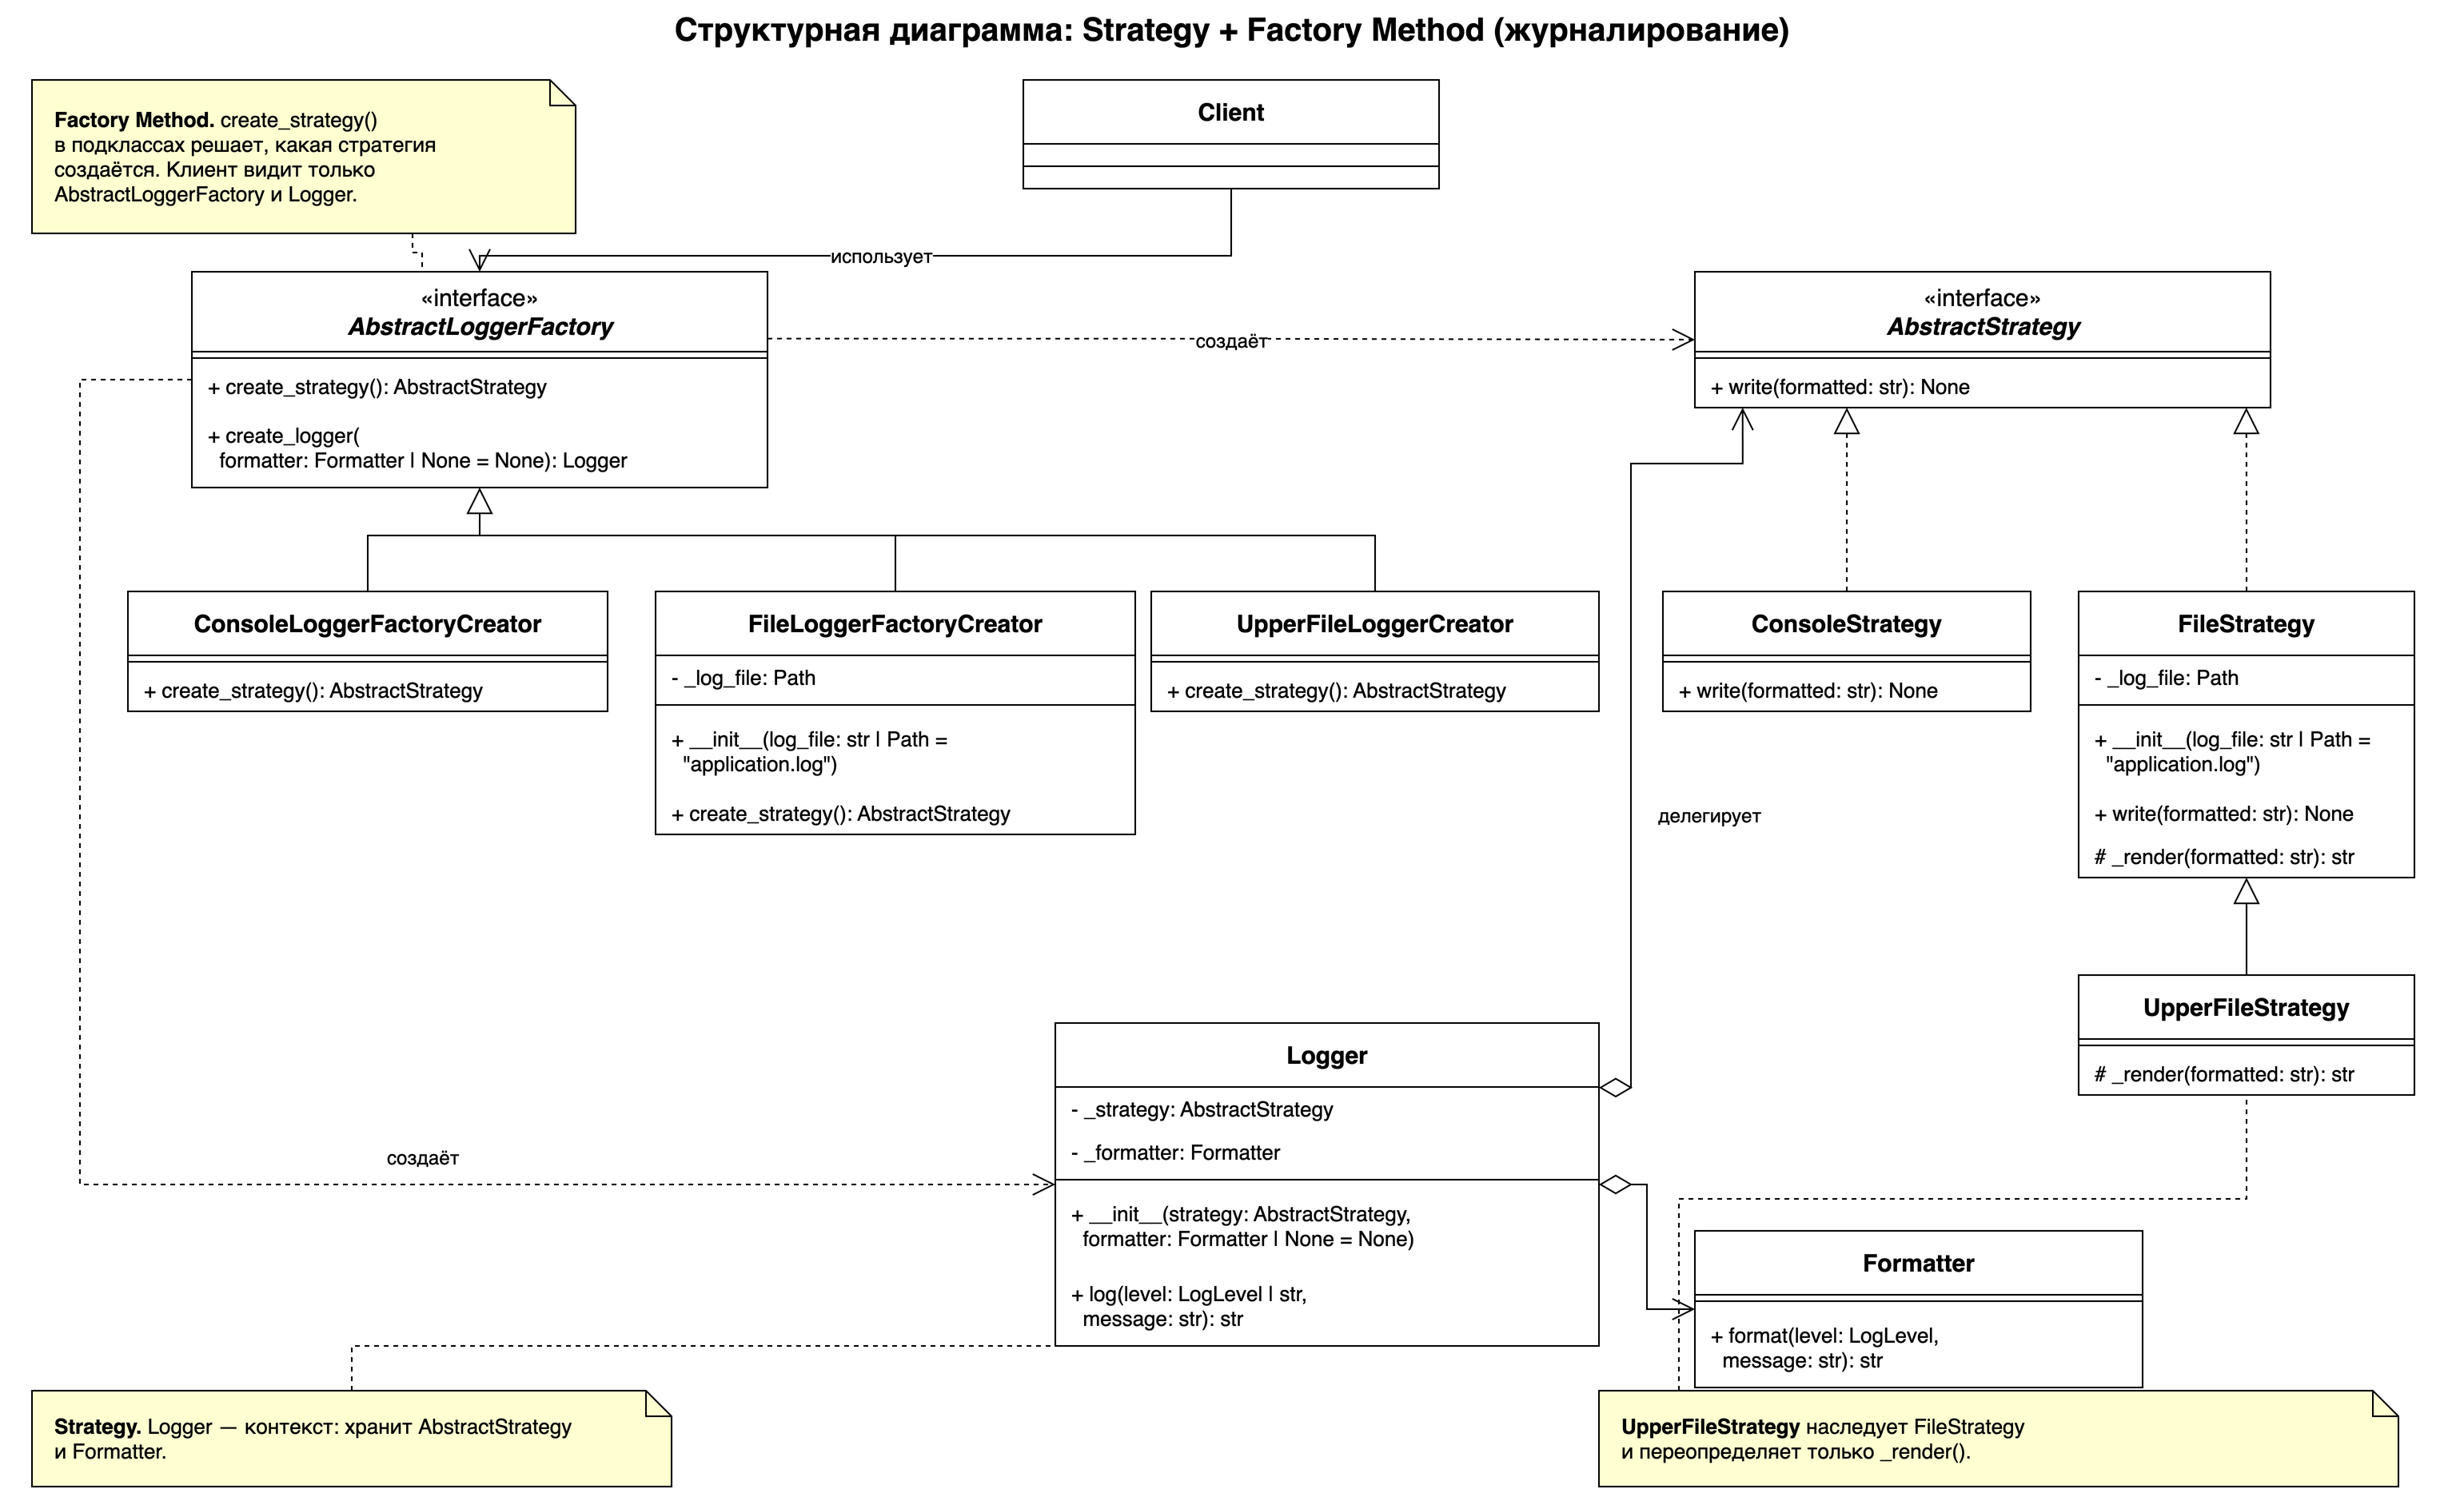 Структурная диаграмма: Strategy + Factory Method (журналирование)
Factory Method. create_strategy()
в подклассах решает, какая стратегия
создаётся. Клиент видит только
AbstractLoggerFactory и Logger.
Client
использует
«interface»
AbstractLoggerFactory
+ create_strategy(): AbstractStrategy
+ create_logger(
formatter: Formatter | None = None): Logger
создаёт
«interface»
AbstractStrategy
+ write(formatted: str): None
ConsoleLoggerFactoryCreator
+ create_strategy(): AbstractStrategy
FileLoggerFactoryCreator
- _log_file: Path
+ __init__(log_file: str | Path =
"application.log")
+ create_strategy(): AbstractStrategy
UpperFileLoggerCreator
+ create_strategy(): AbstractStrategy
ConsoleStrategy
+ write(formatted: str): None
FileStrategy
- _log_file: Path
+ __init__(log_file: str | Path =
"application.log")
+ write(formatted: str): None
# _render(formatted: str): str
делегирует
UpperFileStrategy
# _render(formatted: str): str
Logger
- _strategy: AbstractStrategy
- _formatter: Formatter
+ __init__(strategy: AbstractStrategy,
formatter: Formatter | None = None)
+ log(level: LogLevel | str,
message: str): str
создаёт
Formatter
+ format(level: LogLevel,
message: str): str
Strategy. Logger — контекст: хранит AbstractStrategy
и Formatter.
UpperFileStrategy наследует FileStrategy
и переопределяет только _render().